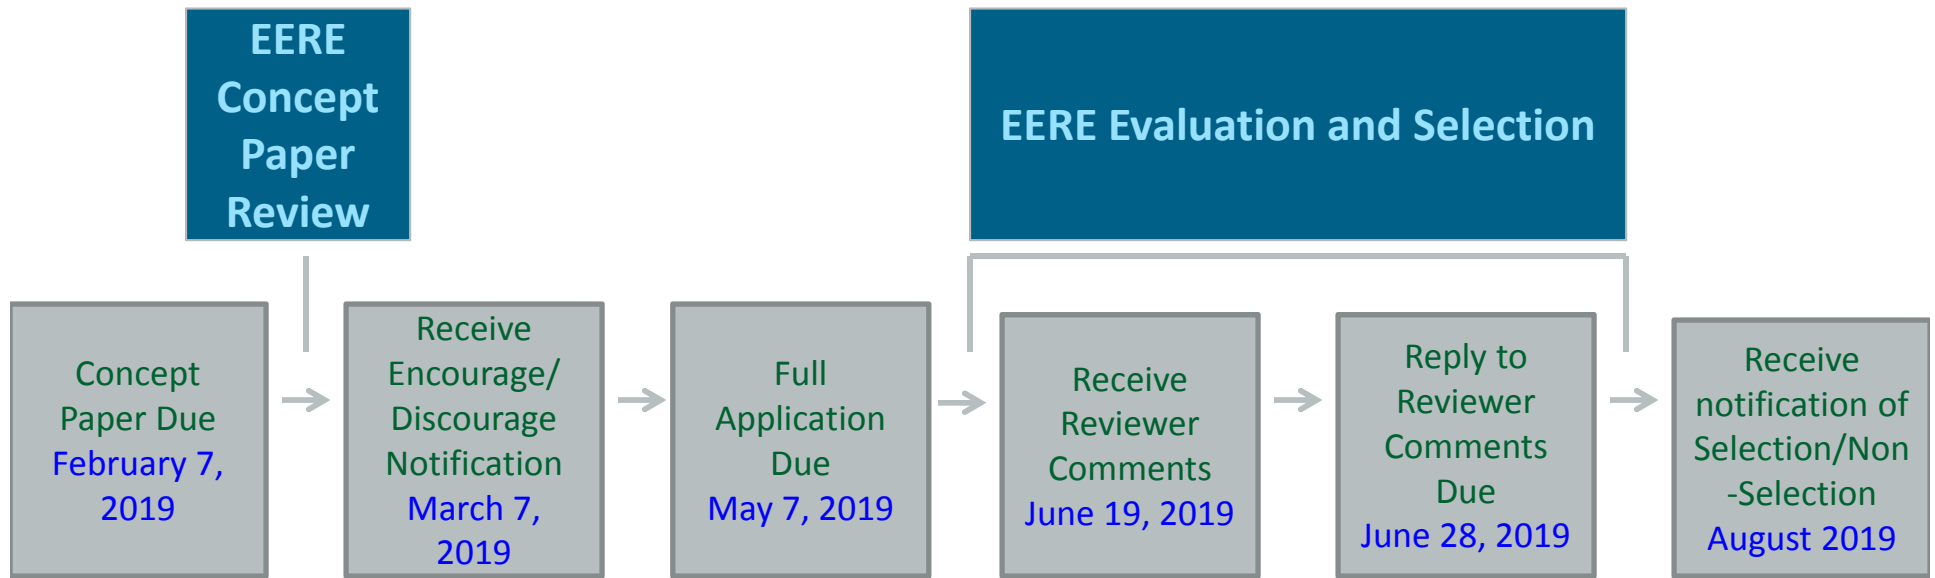 EERE
Concept
Paper
Review
EERE Evaluation and Selection
Concept
Paper Due
February 7,
2019
Receive
Encourage/
Discourage
Notification
March 7,
2019
Full
Application
Due
May 7, 2019
Receive
Reviewer
Comments
June 19, 2019
Reply to
Reviewer
Comments
Due
June 28, 2019
Receive
notification of
Selection/Non
-Selection
August 2019